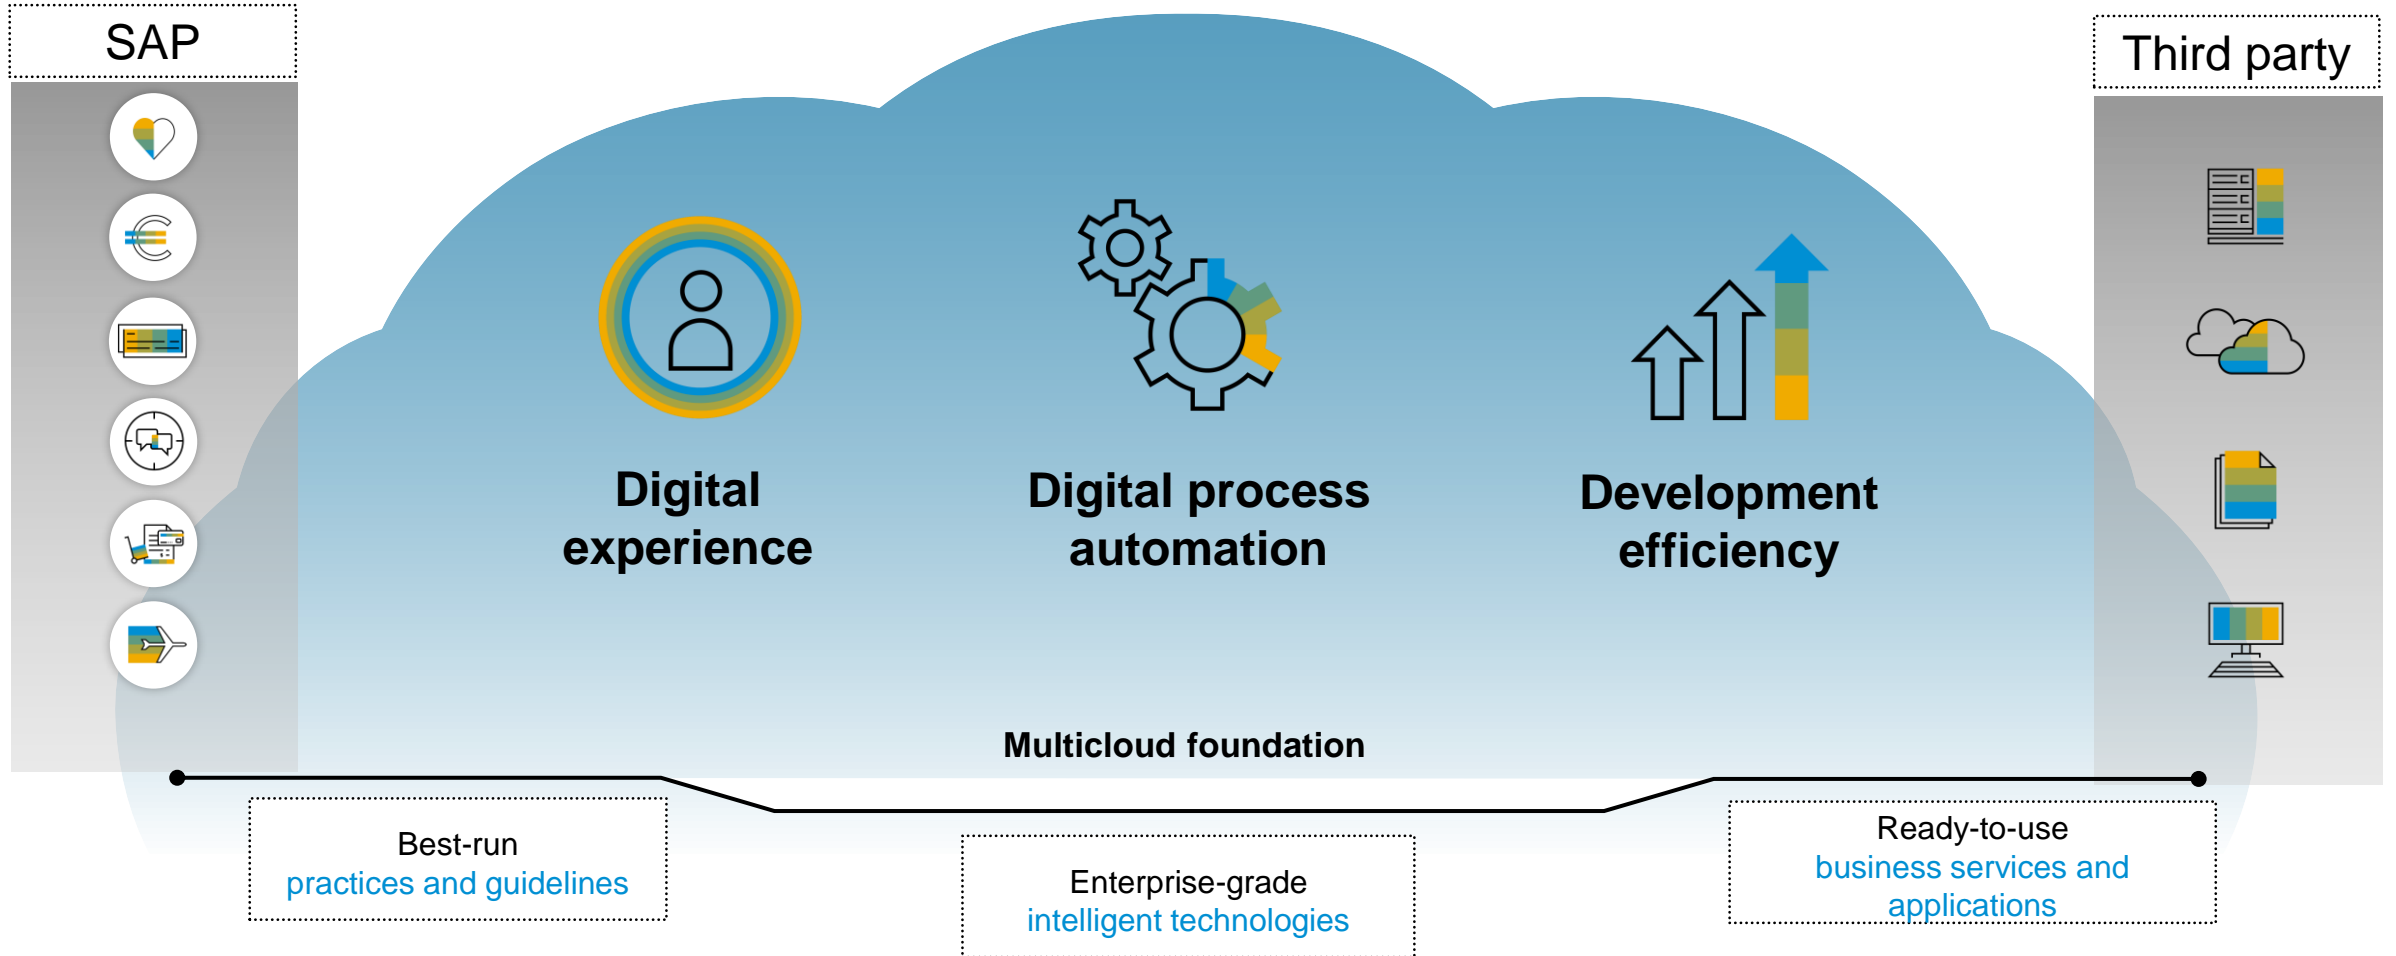 SAP
Third party
Digital
experience
Digital process
automation
Development
efficiency
Multicloud foundation
Best-run
practices and guidelines
Enterprise-grade
intelligent technologies
Ready-to-use
business services and
applications